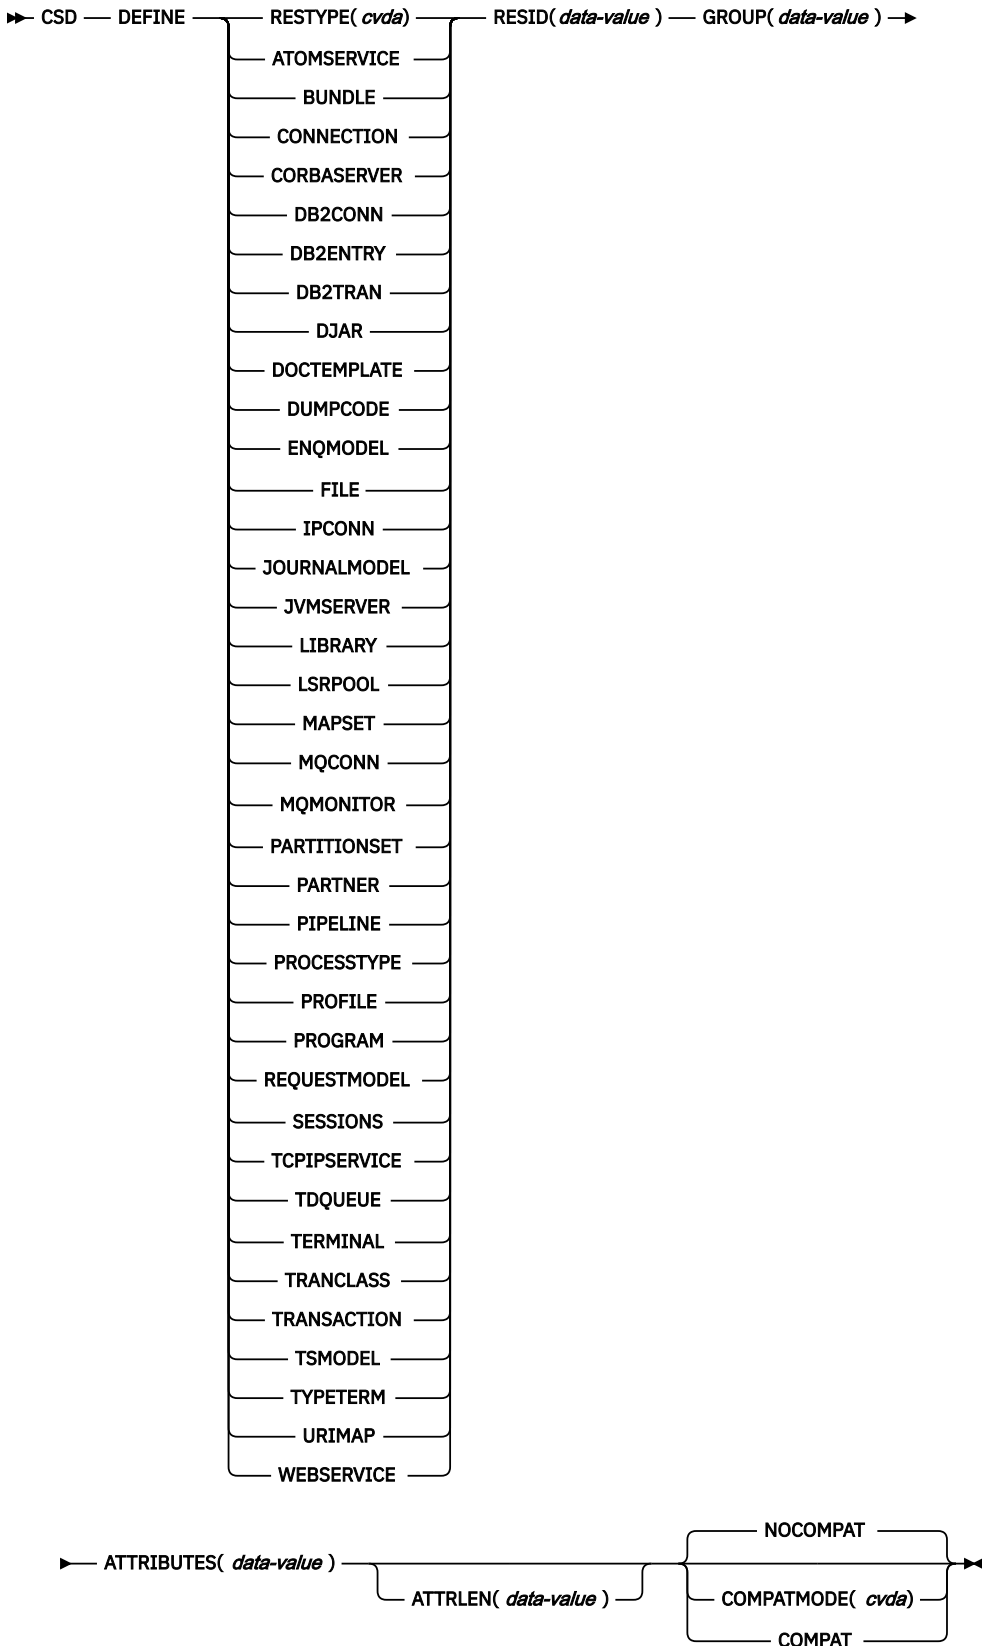 CSD DEFINE RESTYPE( cvda) RESID( data-value ) GROUP( data-value )
ATOMSERVICE
BUNDLE
CONNECTION
CORBASERVER
DB2CONN
DB2ENTRY
DB2TRAN
DJAR
DOCTEMPLATE
DUMPCODE
ENQMODEL
FILE
IPCONN
JOURNALMODEL
JVMSERVER
LIBRARY
LSRPOOL
MAPSET
MQCONN
MQMONITOR
PARTITIONSET
PARTNER
PIPELINE
PROCESSTYPE
PROFILE
PROGRAM
REQUESTMODEL
SESSIONS
TCPIPSERVICE
TDQUEUE
TERMINAL
TRANCLASS
TRANSACTION
TSMODEL
TYPETERM
URIMAP
WEBSERVICE
NOCOMPAT
ATTRIBUTES( data-value )
ATTRLEN( data-value ) COMPATMODE( cvda)
COMPAT